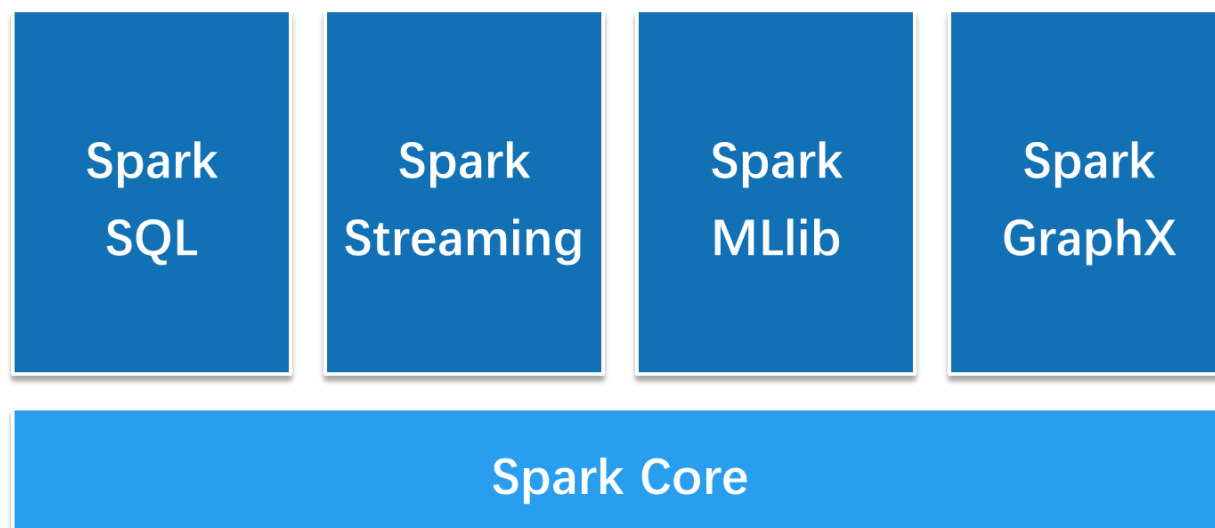 Spark
SQL
Spark
Streaming
Spark
MLlib
Spark
GraphX
Spark Core